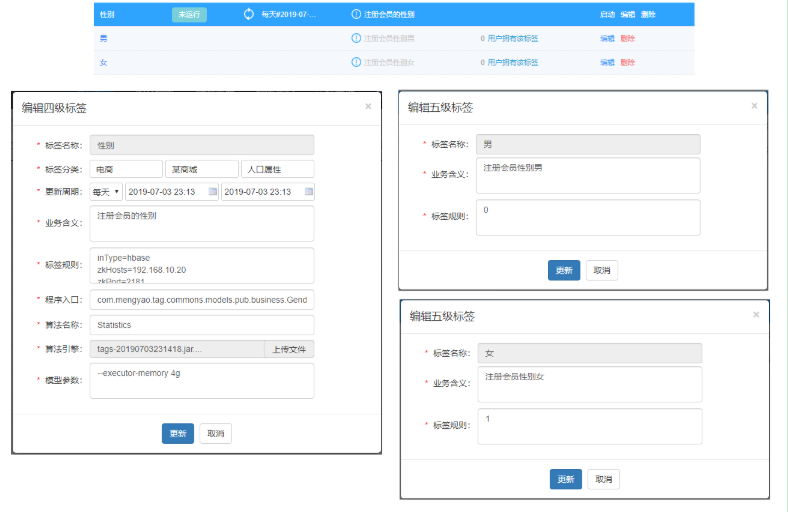 性别 未运行 每天#2019-07-... 注册会员的性别 启动 编辑 删除
男 注册会员性别男 0 用户拥有该标签 编辑 删除
女 注册会员性别女 0 用户拥有该标签 编辑 删除
编辑四级标签 ×
* 标签名称: 性别
* 标签分类: 电商 某商城 人口属性
* 更新周期: 每天 2019-07-03 23:13 2019-07-03 23:13
* 业务含义: 注册会员的性别
* 标签规则: inType=hbase
zkHosts=192.168.10.20
zkPort=2181
* 程序入口: com.mengyao.tag.commons.models.pub.business.Gend
* 算法名称: Statistics
* 算法引擎: tags-20190703231418.jar.... 上传文件
* 模型参数: --executor-memory 4g
更新 取消
编辑五级标签 ×
* 标签名称: 男
* 业务含义: 注册会员性别男
* 标签规则: 0
更新 取消
编辑五级标签 ×
* 标签名称: 女
* 业务含义: 注册会员性别女
* 标签规则: 1
更新 取消